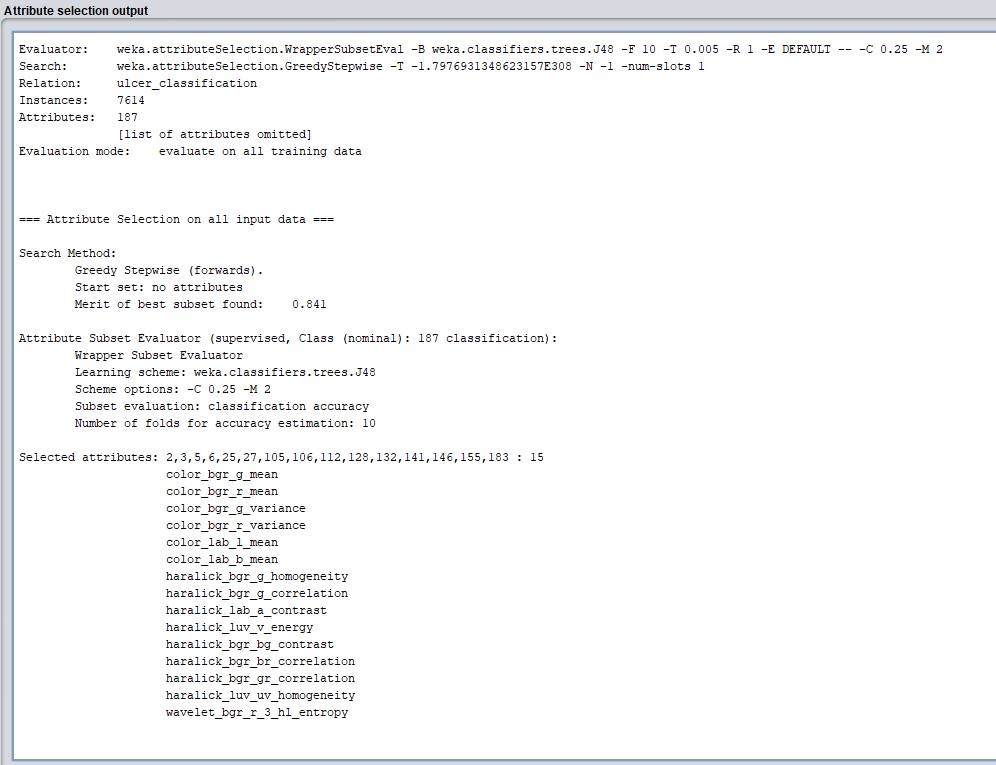 Attribute selection output
Evaluator:    weka.attributeSelection.WrapperSubsetEval -B weka.classifiers.trees.J48 -F 10 -T 0.005 -R 1 -E DEFAULT -- -C 0.25 -M 2
Search:       weka.attributeSelection.GreedyStepwise -T -1.7976931348623157E308 -N -1 -num-slots 1
Relation:     ulcer_classification
Instances:    7614
Attributes:   187
[list of attributes omitted]
Evaluation mode:    evaluate on all training data
=== Attribute Selection on all input data ===
Search Method:
Greedy Stepwise (forwards).
Start set: no attributes
Merit of best subset found:    0.841
Attribute Subset Evaluator (supervised, Class (nominal): 187 classification):
Wrapper Subset Evaluator
Learning scheme: weka.classifiers.trees.J48
Scheme options: -C 0.25 -M 2
Subset evaluation: classification accuracy
Number of folds for accuracy estimation: 10
Selected attributes: 2,3,5,6,25,27,105,106,112,128,132,141,146,155,183 : 15
color_bgr_g_mean
color_bgr_r_mean
color_bgr_g_variance
color_bgr_r_variance
color_lab_l_mean
color_lab_b_mean
haralick_bgr_g_homogeneity
haralick_bgr_g_correlation
haralick_lab_a_contrast
haralick_luv_v_energy
haralick_bgr_bg_contrast
haralick_bgr_br_correlation
haralick_bgr_gr_correlation
haralick_luv_uv_homogeneity
wavelet_bgr_r_3_hl_entropy